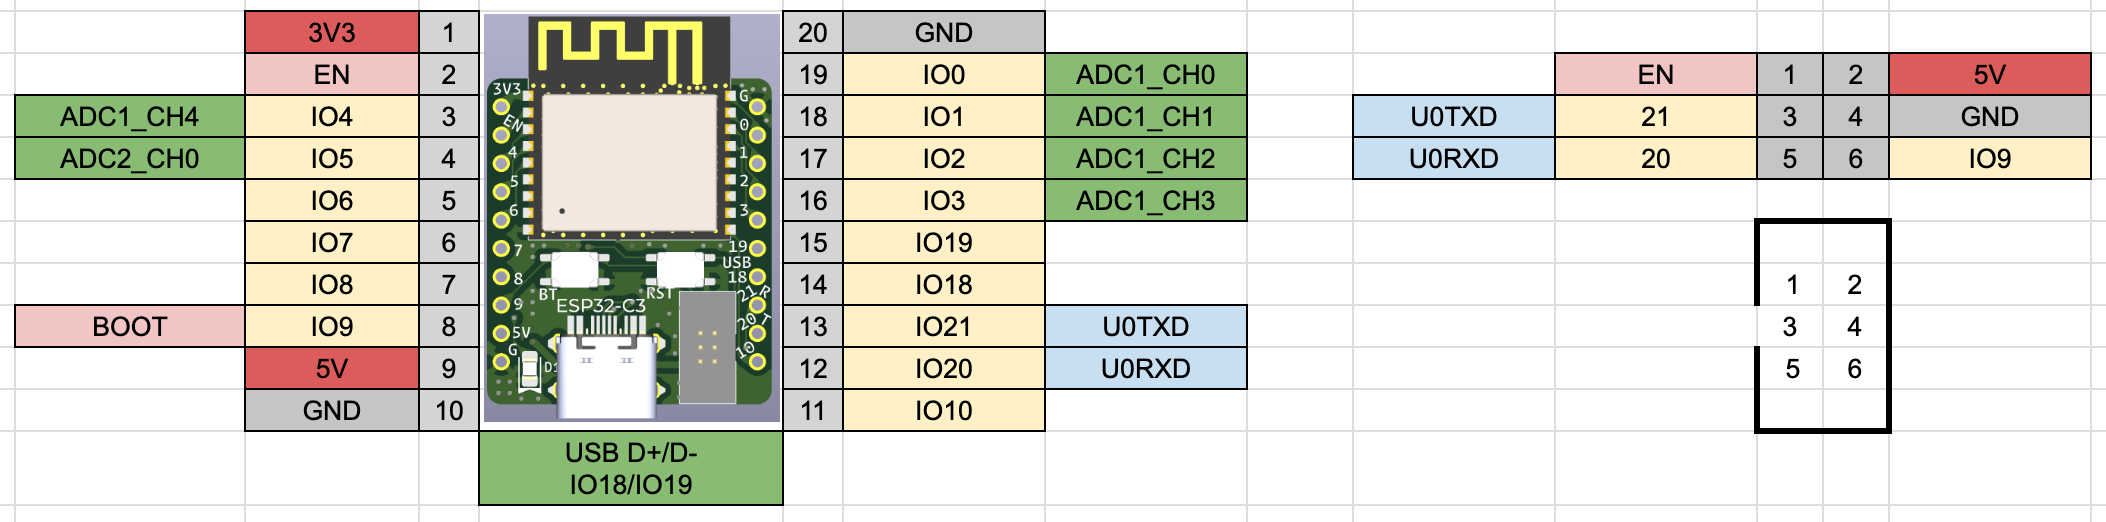 3V3 1 20 GND
EN 2 19 IO0 ADC1_CH0 EN 1 2 5V
ADC1_CH4 IO4 3 18 IO1 ADC1_CH1 U0TXD 21 3 4 GND
ADC2_CH0 IO5 4 17 IO2 ADC1_CH2 U0RXD 20 5 6 IO9
IO6 5 16 IO3 ADC1_CH3
IO7 6 15 IO19
IO8 7 14 IO18 1 2
BOOT IO9 8 13 IO21 U0TXD 3 4
5V 9 12 IO20 U0RXD 5 6
GND 10 11 IO10
3V3 G
EN 0
4 1
5 2
6 3
7 19
USB
8 18
BT RST 21 R
9 ESP32-C3
5V 20 T
G D1 10
USB D+/D-
IO18/IO19